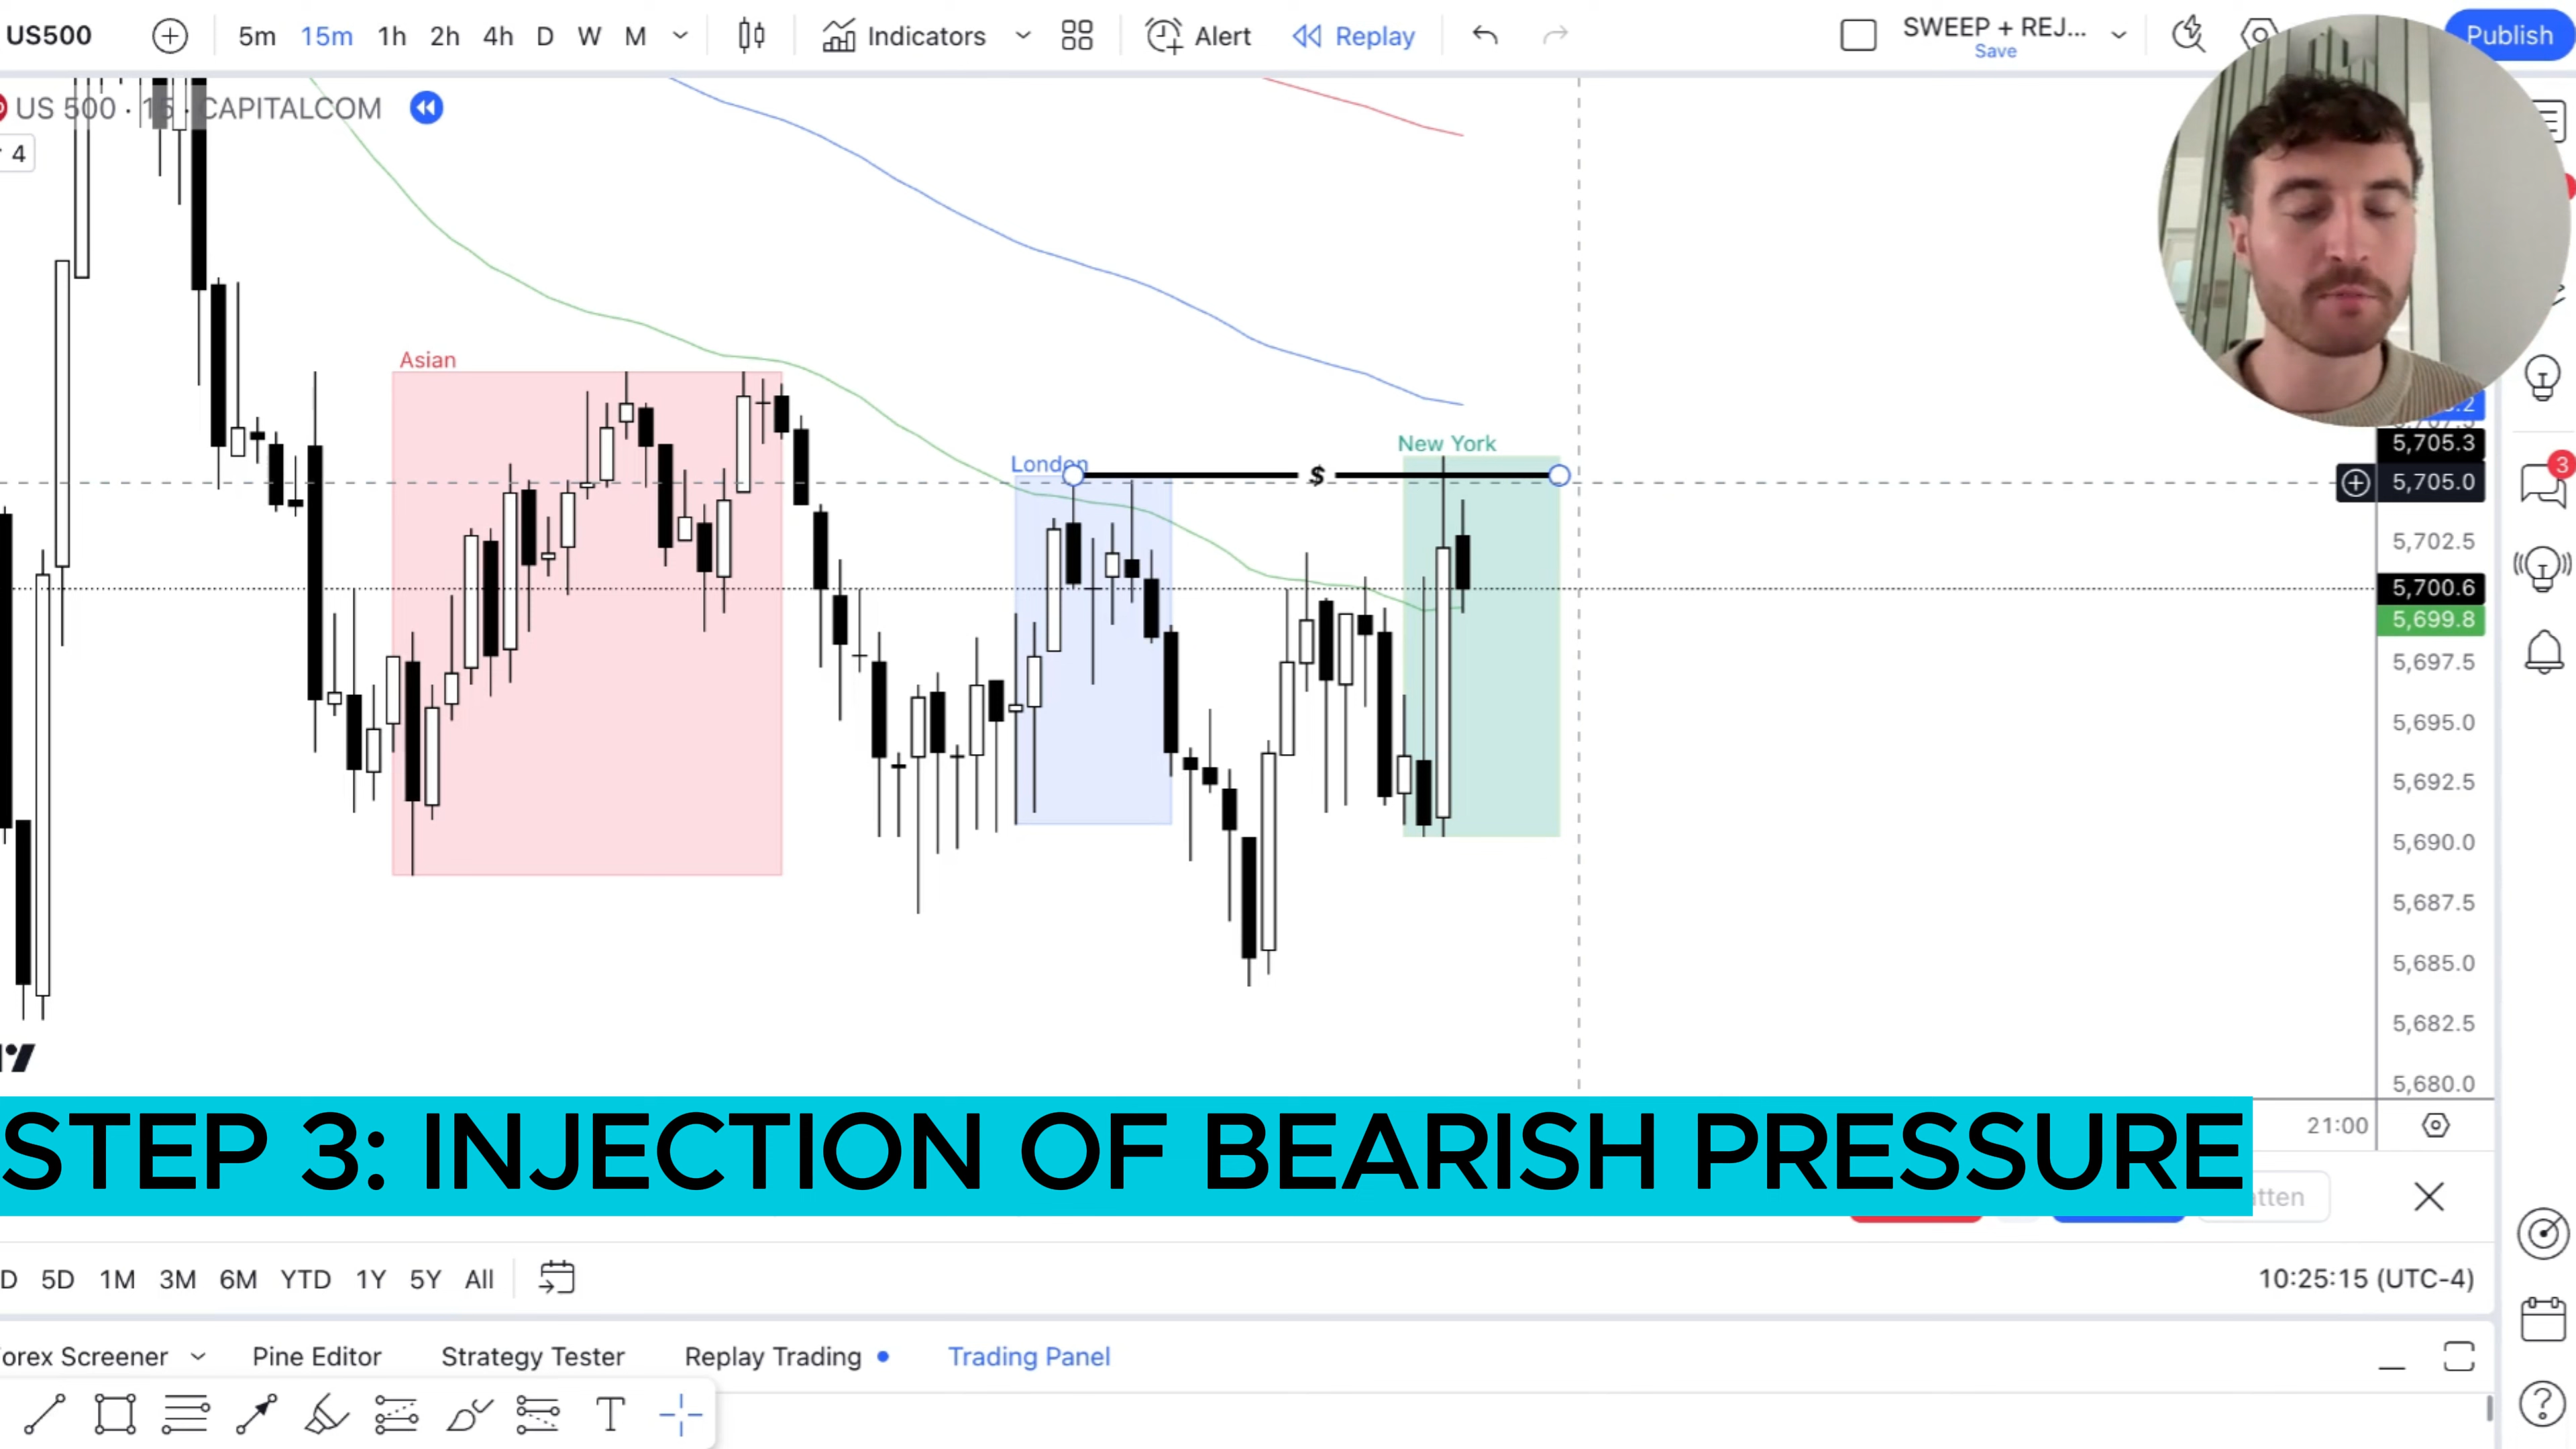 US500
5m 15m 1h 2h 4h D W M
Indicators
Alert
Replay
SWEEP + REJ...
Save
Publish
US 500 · 15 · CAPITALCOM
4
Asian
London
$
New York
5,705.3
5,705.0
5,702.5
5,700.6
5,699.8
5,697.5
5,695.0
5,692.5
5,690.0
5,687.5
5,685.0
5,682.5
5,680.0
3
21:00
STEP 3: INJECTION OF BEARISH PRESSURE
D 5D 1M 3M 6M YTD 1Y 5Y All
10:25:15 (UTC-4)
orex Screener Pine Editor Strategy Tester Replay Trading Trading Panel
T